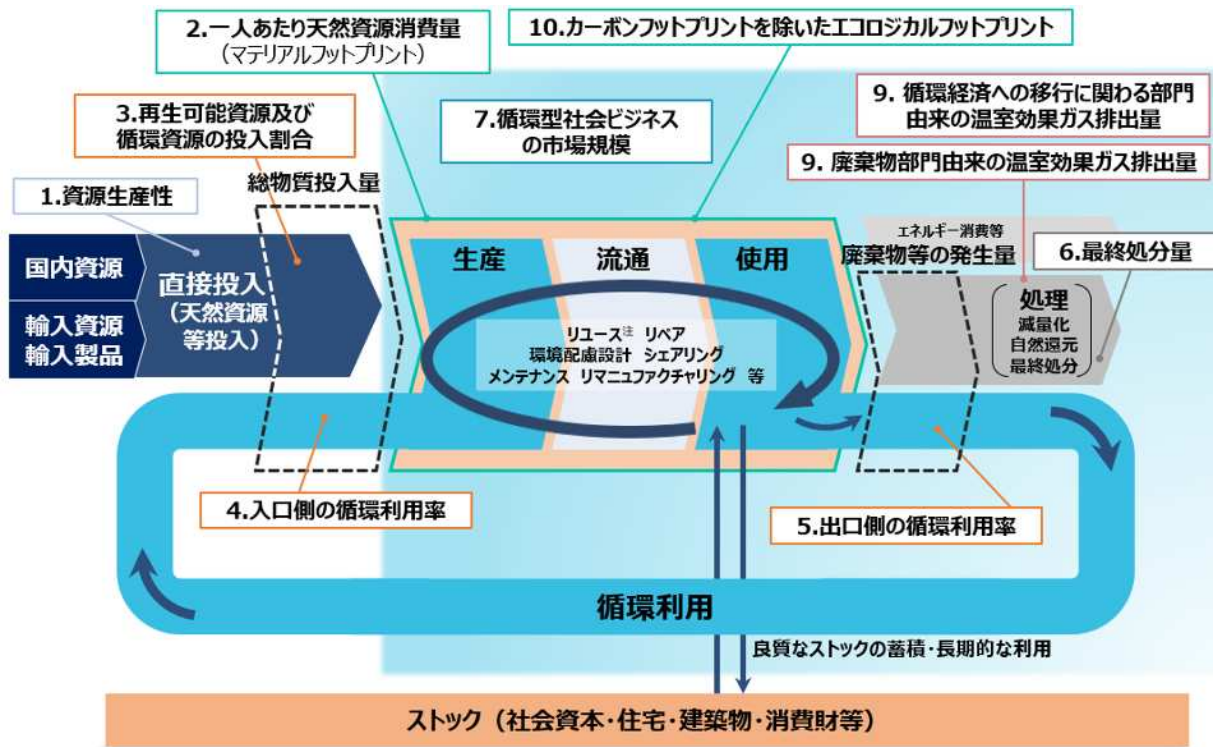 2.一人あたり天然資源消費量
（マテリアルフットプリント）
10.カーボンフットプリントを除いたエコロジカルフットプリント
3.再生可能資源及び
循環資源の投入割合
7.循環型社会ビジネス
の市場規模
9. 循環経済への移行に関わる部門
由来の温室効果ガス排出量
9. 廃棄物部門由来の温室効果ガス排出量
1.資源生産性
総物質投入量
国内資源
輸入資源
輸入製品
直接投入
（天然資源
等投入）
生産
流通
使用
エネルギー消費等
廃棄物等の発生量
6.最終処分量
処理
減量化
自然還元
最終処分
リユース注 リペア
環境配慮設計 シェアリング
メンテナンス リマニュファクチャリング 等
4.入口側の循環利用率
5.出口側の循環利用率
循環利用
良質なストックの蓄積・長期的な利用
ストック（社会資本・住宅・建築物・消費財等）